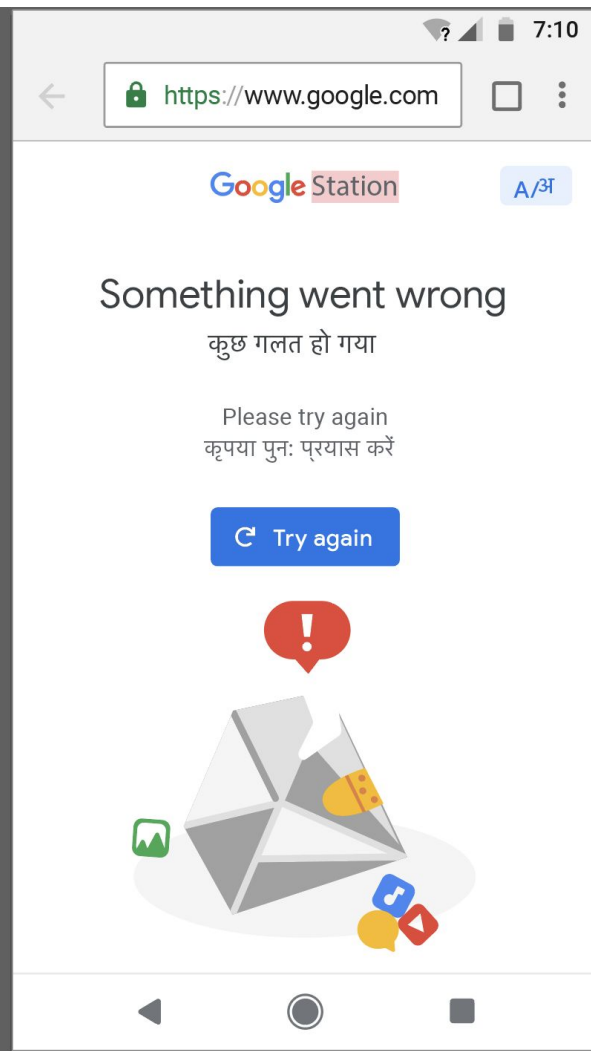 7:10
https://www.google.com
Google Station
A/अ
Something went wrong
कुछ गलत हो गया
Please try again
कृपया पुन: प्रयास करें
Try again